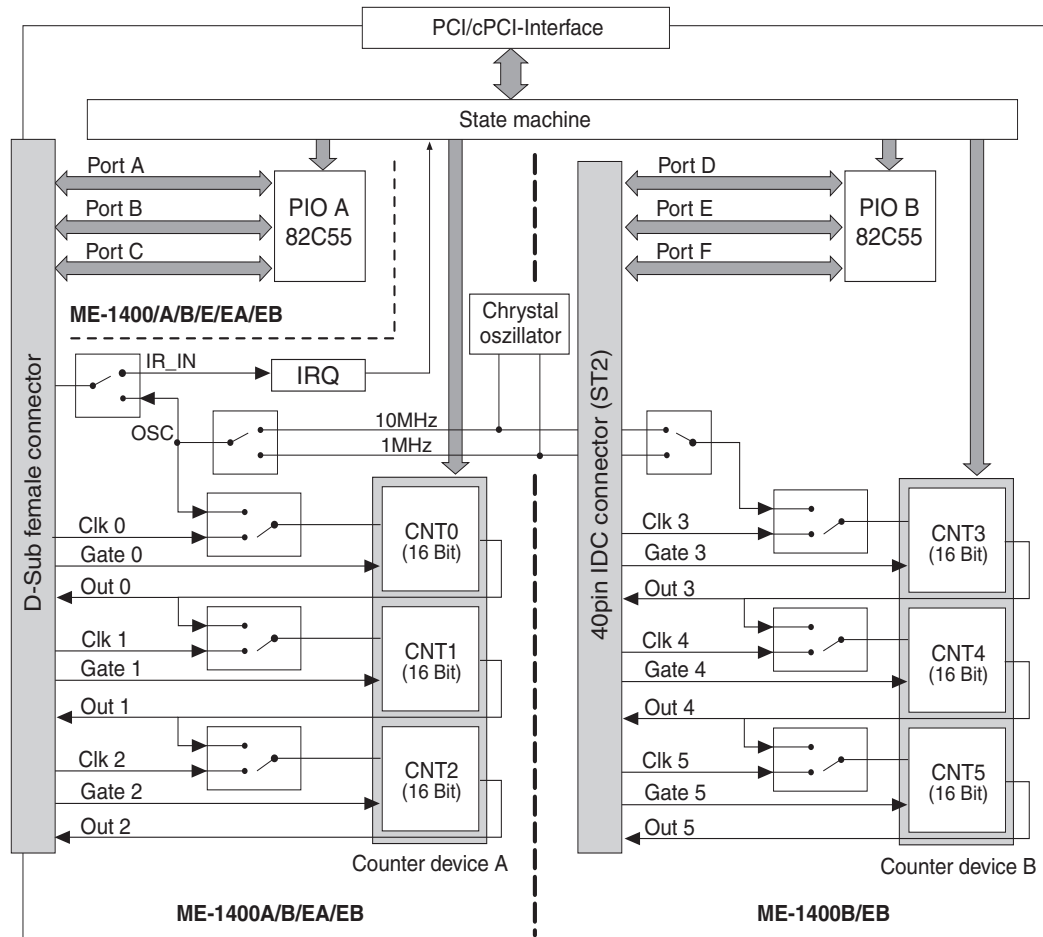 PCI/cPCI-Interface
State machine
Port A
Port B
Port C
PIO A
82C55
Port D
Port E
Port F
PIO B
82C55
ME-1400/A/B/E/EA/EB
Chrystal
oszillator
D-Sub female connector
40pin IDC connector (ST2)
IR_IN
IRQ
OSC
10MHz
1MHz
Clk 0
Gate 0
Out 0
CNT0
(16 Bit)
Clk 1
Gate 1
Out 1
CNT1
(16 Bit)
Clk 2
Gate 2
Out 2
CNT2
(16 Bit)
Counter device A
Clk 3
Gate 3
Out 3
CNT3
(16 Bit)
Clk 4
Gate 4
Out 4
CNT4
(16 Bit)
Clk 5
Gate 5
Out 5
CNT5
(16 Bit)
Counter device B
ME-1400A/B/EA/EB
ME-1400B/EB